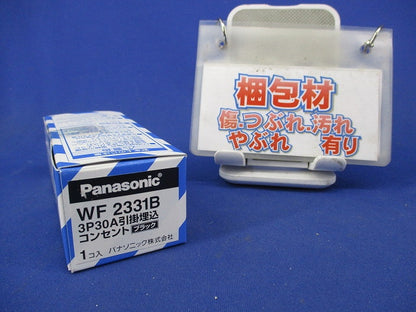 Panasonic
WF 2331B
3P30A引掛埋込
コンセント ブラック
1コ入 パナソニック株式会社
梱包材
傷.つぶれ.汚れ
やぶれ 有り